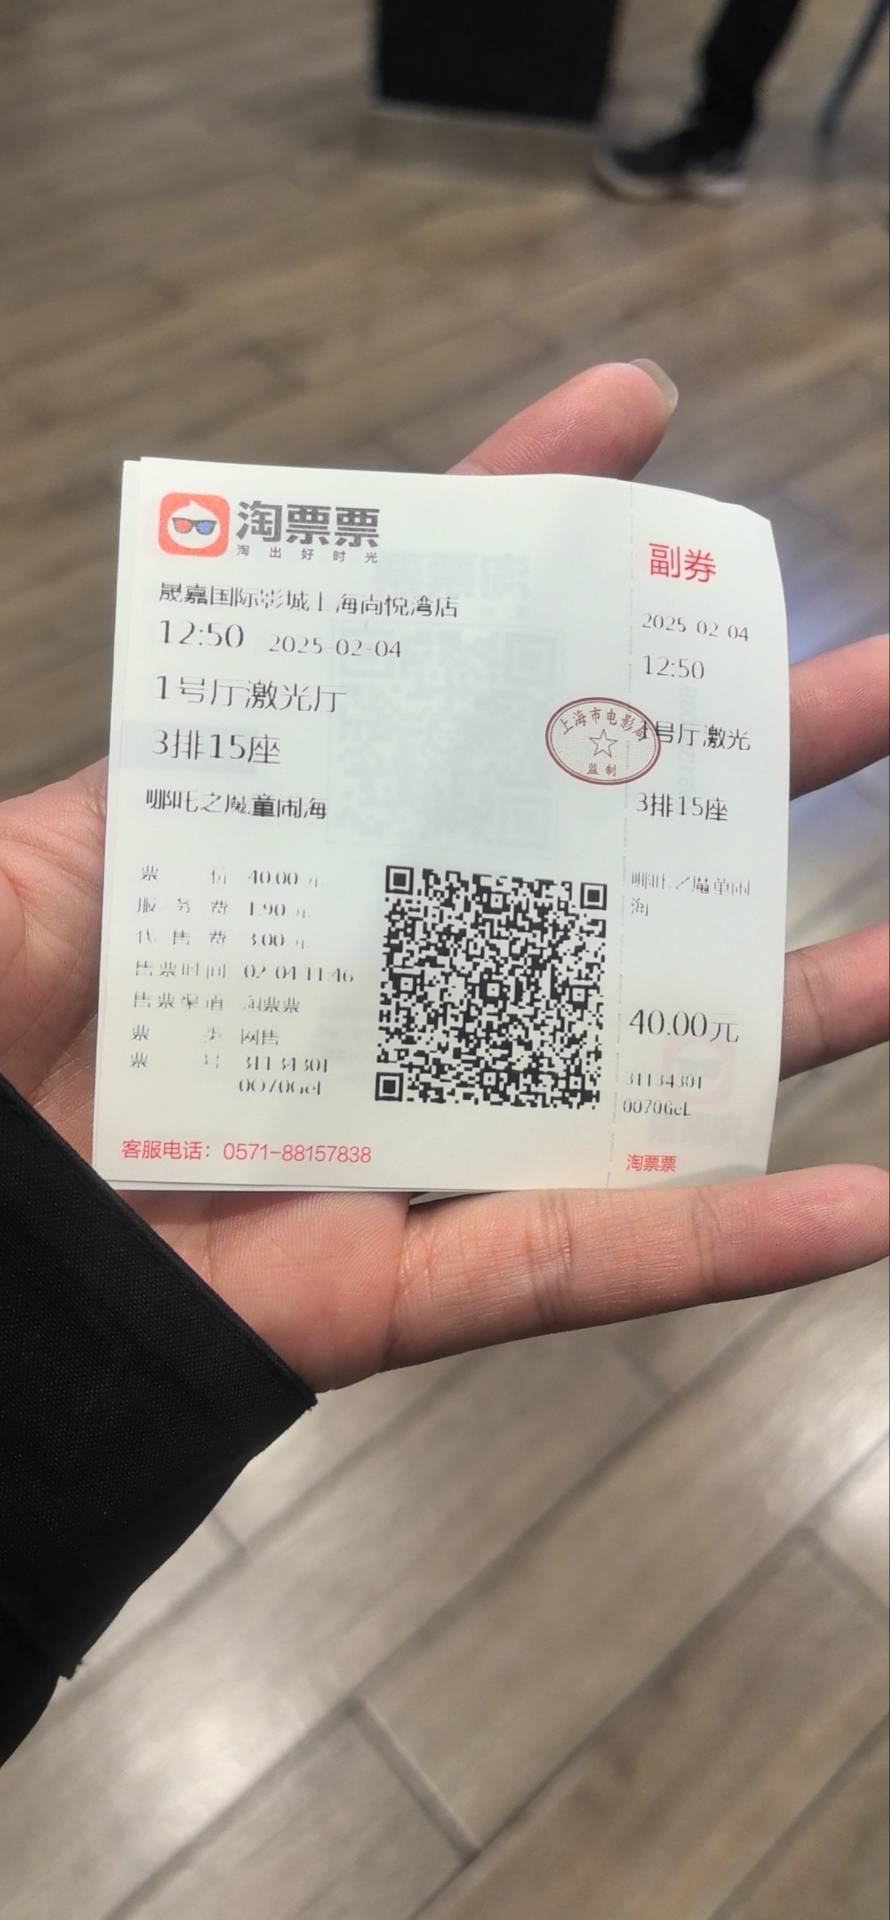 淘票票
淘出好时光
晟嘉国际影城上海尚悦湾店
12:50 2025-02-04
1号厅激光厅
3排15座
哪吒之魔童闹海
票价 40.00元
服务费 1.90元
代售费 3.00元
售票时间 02-04 11:46
售票渠道 淘票票
票类 网售
票号 31134301
0070GeL
客服电话：0571-88157838
上海市电影局
监制
副券
2025-02-04
12:50
1号厅激光
3排15座
哪吒之魔童闹
海
40.00元
31134301
0070GeL
淘票票